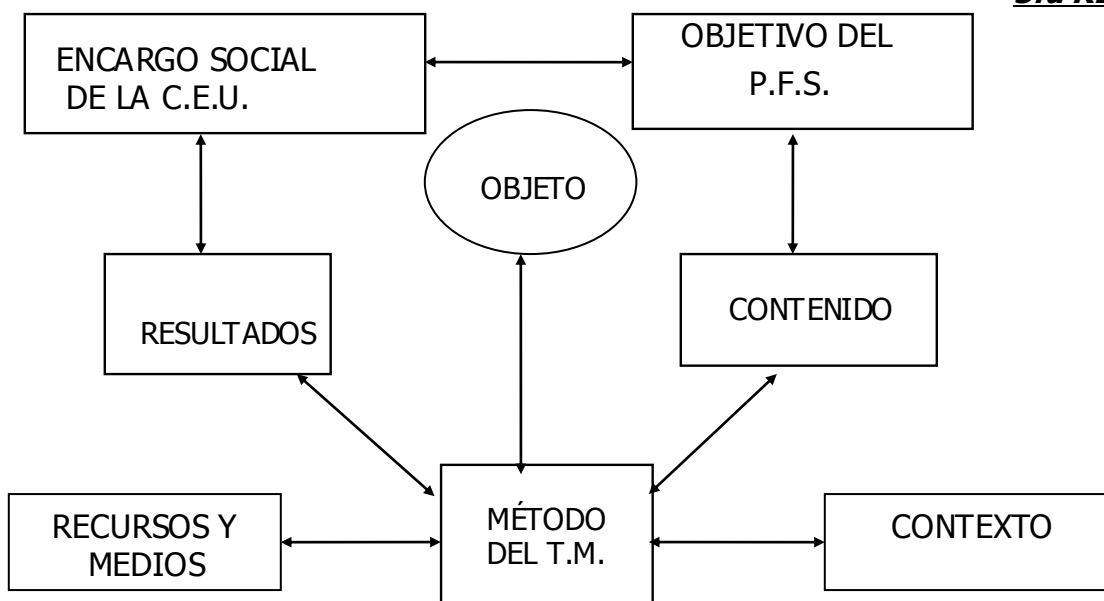 ENCARGO SOCIAL
DE LA C.E.U.
OBJETIVO DEL
P.F.S.
OBJETO
RESULTADOS
CONTENIDO
RECURSOS Y
MEDIOS
MÉTODO
DEL T.M.
CONTEXTO